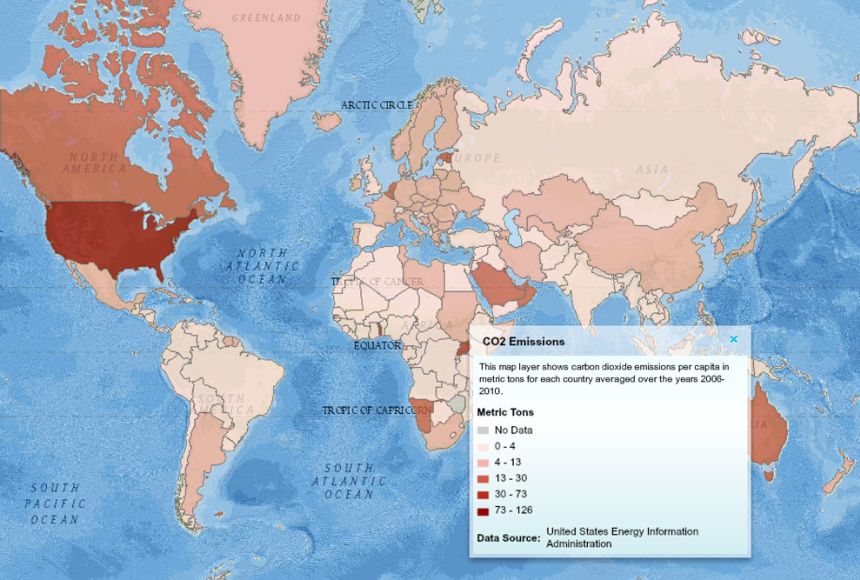 GREENLAND
ARCTIC CIRCLE
NORTH
AMERICA
EUROPE
ASIA
NORTH
ATLANTIC
OCEAN
TROPIC OF CANCER
AFRICA
EQUATOR
SOUTH
AMERICA
TROPIC OF CAPRICORN
SOUTH
ATLANTIC
OCEAN
SOUTH
PACIFIC
OCEAN
CO2 Emissions
×
This map layer shows carbon dioxide emissions per capita in
metric tons for each country averaged over the years 2006-
2010.
Metric Tons
No Data
0 - 4
4 - 13
13 - 30
30 - 73
73 - 126
Data Source: United States Energy Information
Administration
LIA